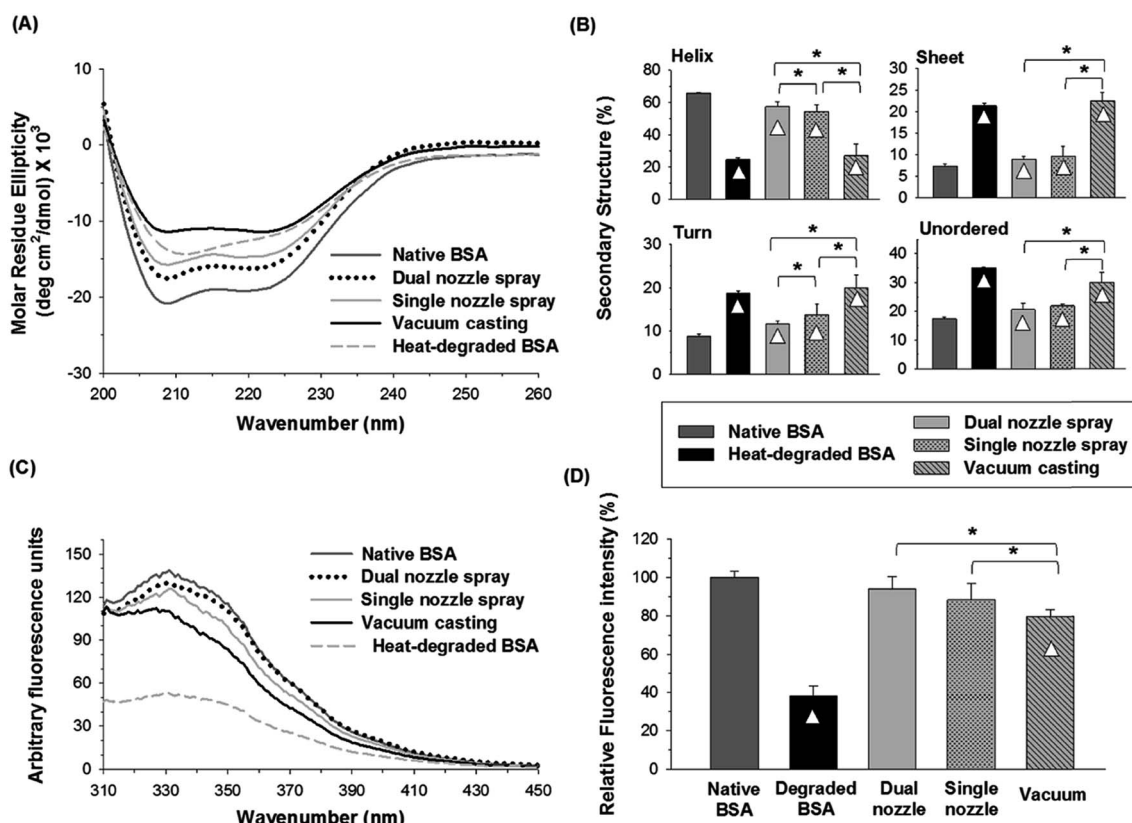 (A)
Molar Residue Ellipticity
(deg cm²/dmol) X 10³
10
0
-10
-20
-30
200
210
220
230
240
250
260
Wavenumber (nm)
Native BSA
Dual nozzle spray
Single nozzle spray
Vacuum casting
Heat-degraded BSA
(B)
Secondary Structure (%)
Helix
80
60
40
20
0
* * *
Sheet
30
25
20
15
10
5
0
* *
Turn
30
20
10
0
* * *
Unordered
50
40
30
20
10
0
* *
Native BSA
Heat-degraded BSA
Dual nozzle spray
Single nozzle spray
Vacuum casting
(C)
Arbitrary fluorescence units
150
120
90
60
30
0
310
330
350
370
390
410
430
450
Wavenumber (nm)
Native BSA
Dual nozzle spray
Single nozzle spray
Vacuum casting
Heat-degraded BSA
(D)
Relative Fluorescence intensity (%)
120
100
80
60
40
20
0
* *
Native
BSA
Degraded
BSA
Dual
nozzle
Single
nozzle
Vacuum